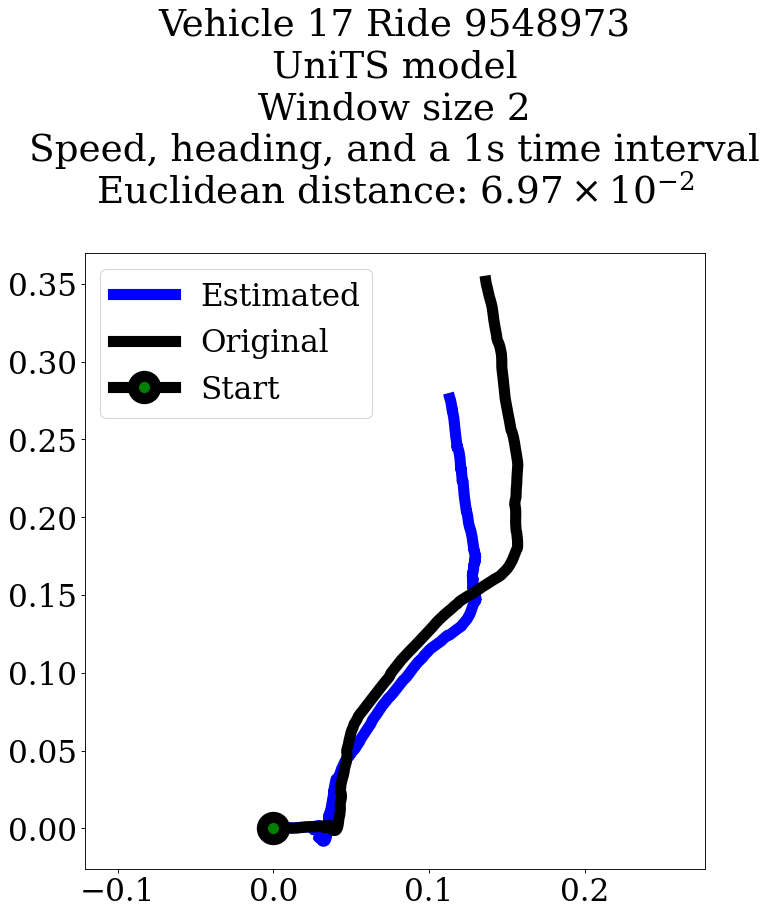 Vehicle 17 Ride 9548973
UniTS model
Window size 2
Speed, heading, and a 1s time interval
Euclidean distance: 6.97 × 10⁻²
Estimated
Original
Start
0.35
0.30
0.25
0.20
0.15
0.10
0.05
0.00
−0.1 0.0 0.1 0.2